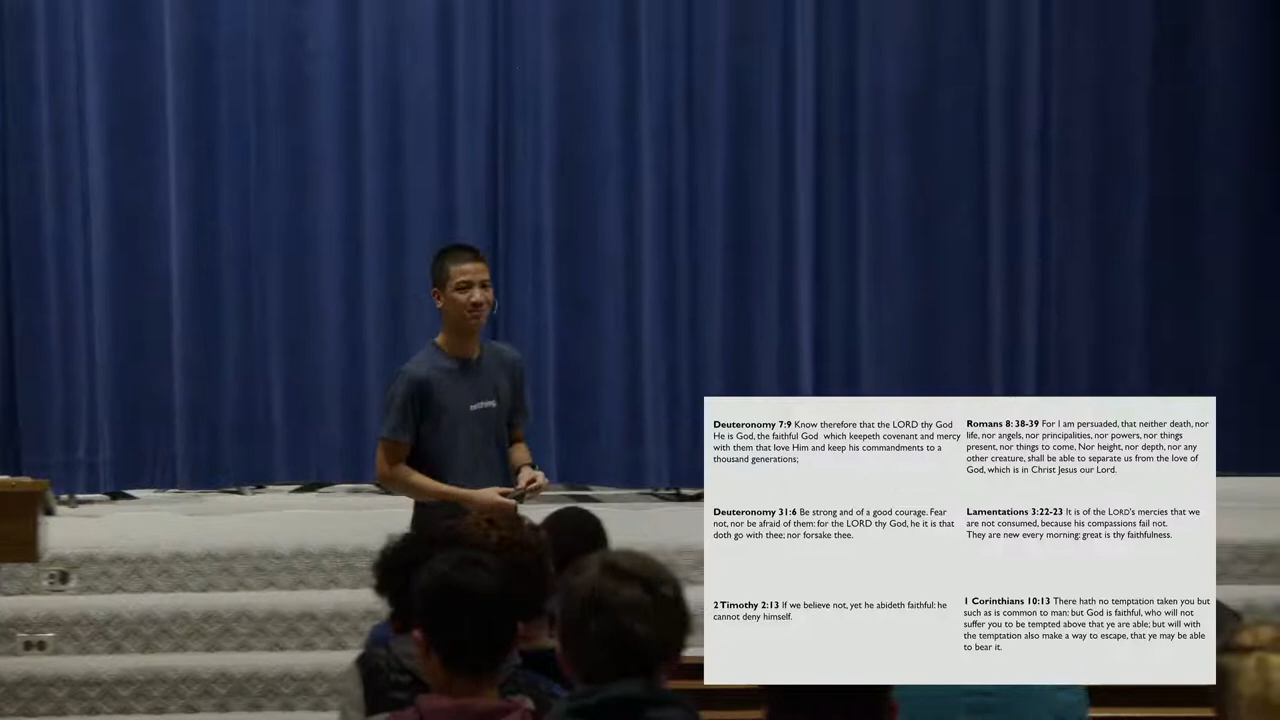 nothing.
Deuteronomy 7:9 Know therefore that the LORD thy God
He is God, the faithful God which keepeth covenant and mercy
with them that love Him and keep his commandments to a
thousand generations;
Deuteronomy 31:6 Be strong and of a good courage. Fear
not, nor be afraid of them: for the LORD thy God, he it is that
doth go with thee; nor forsake thee.
2 Timothy 2:13 If we believe not, yet he abideth faithful: he
cannot deny himself.
Romans 8: 38-39 For I am persuaded, that neither death, nor
life, nor angels, nor principalities, nor powers, nor things
present, nor things to come, Nor height, nor depth, nor any
other creature, shall be able to separate us from the love of
God, which is in Christ Jesus our Lord.
Lamentations 3:22-23 It is of the LORD's mercies that we
are not consumed, because his compassions fail not.
They are new every morning: great is thy faithfulness.
1 Corinthians 10:13 There hath no temptation taken you but
such as is common to man: but God is faithful, who will not
suffer you to be tempted above that ye are able; but will with
the temptation also make a way to escape, that ye may be able
to bear it.